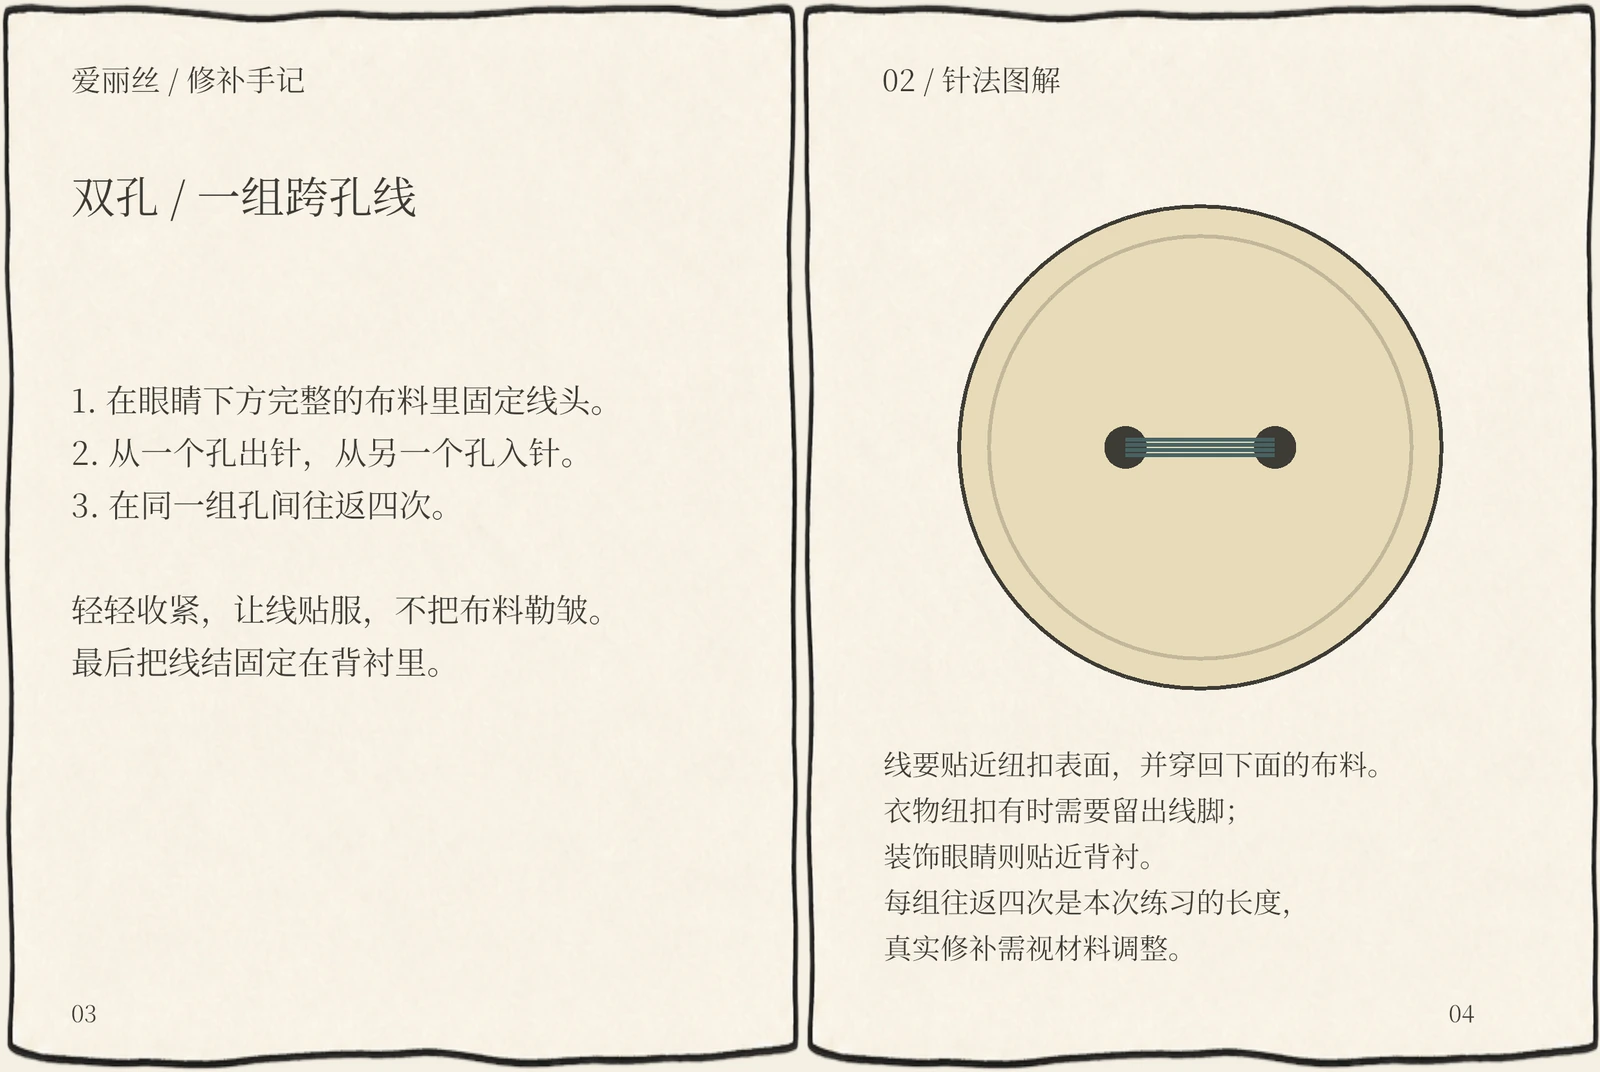 爱丽丝 / 修补手记
双孔 / 一组跨孔线
1. 在眼睛下方完整的布料里固定线头。
2. 从一个孔出针，从另一个孔入针。
3. 在同一组孔间往返四次。
轻轻收紧，让线贴服，不把布料勒皱。
最后把线结固定在背衬里。
03
02 / 针法图解
线要贴近纽扣表面，并穿回下面的布料。
衣物纽扣有时需要留出线脚；
装饰眼睛则贴近背衬。
每组往返四次是本次练习的长度，
真实修补需视材料调整。
04